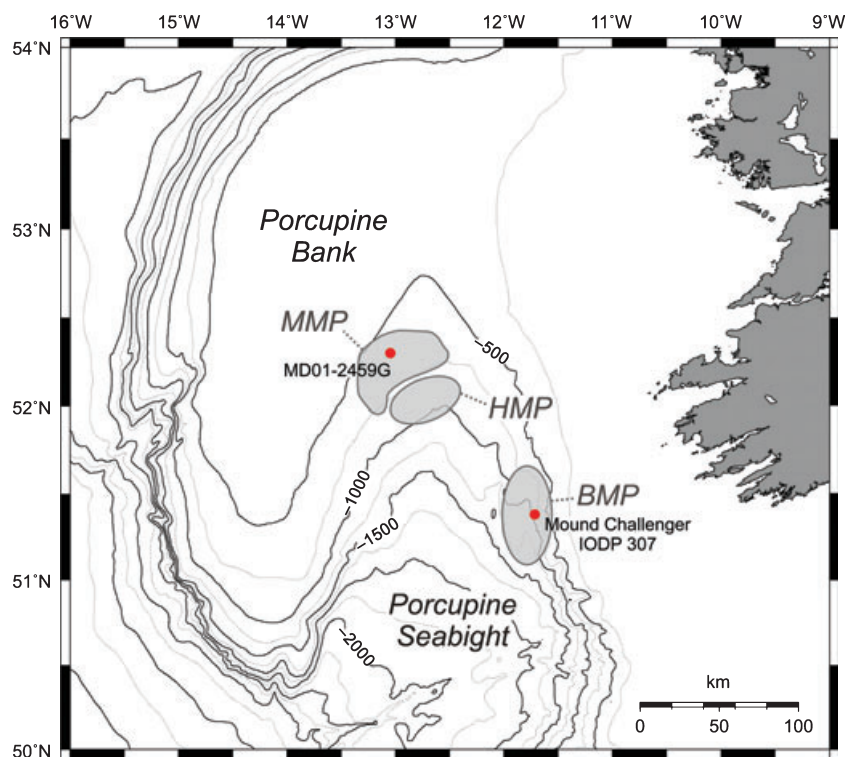 16°W 15°W 14°W 13°W 12°W 11°W 10°W 9°W
54°N
53°N
Porcupine
Bank
MMP
MD01-2459G
–500
52°N
HMP
–1000
BMP
Mound Challenger
IODP 307
–1500
51°N
Porcupine
Seabight
–2000
km
0 50 100
50°N